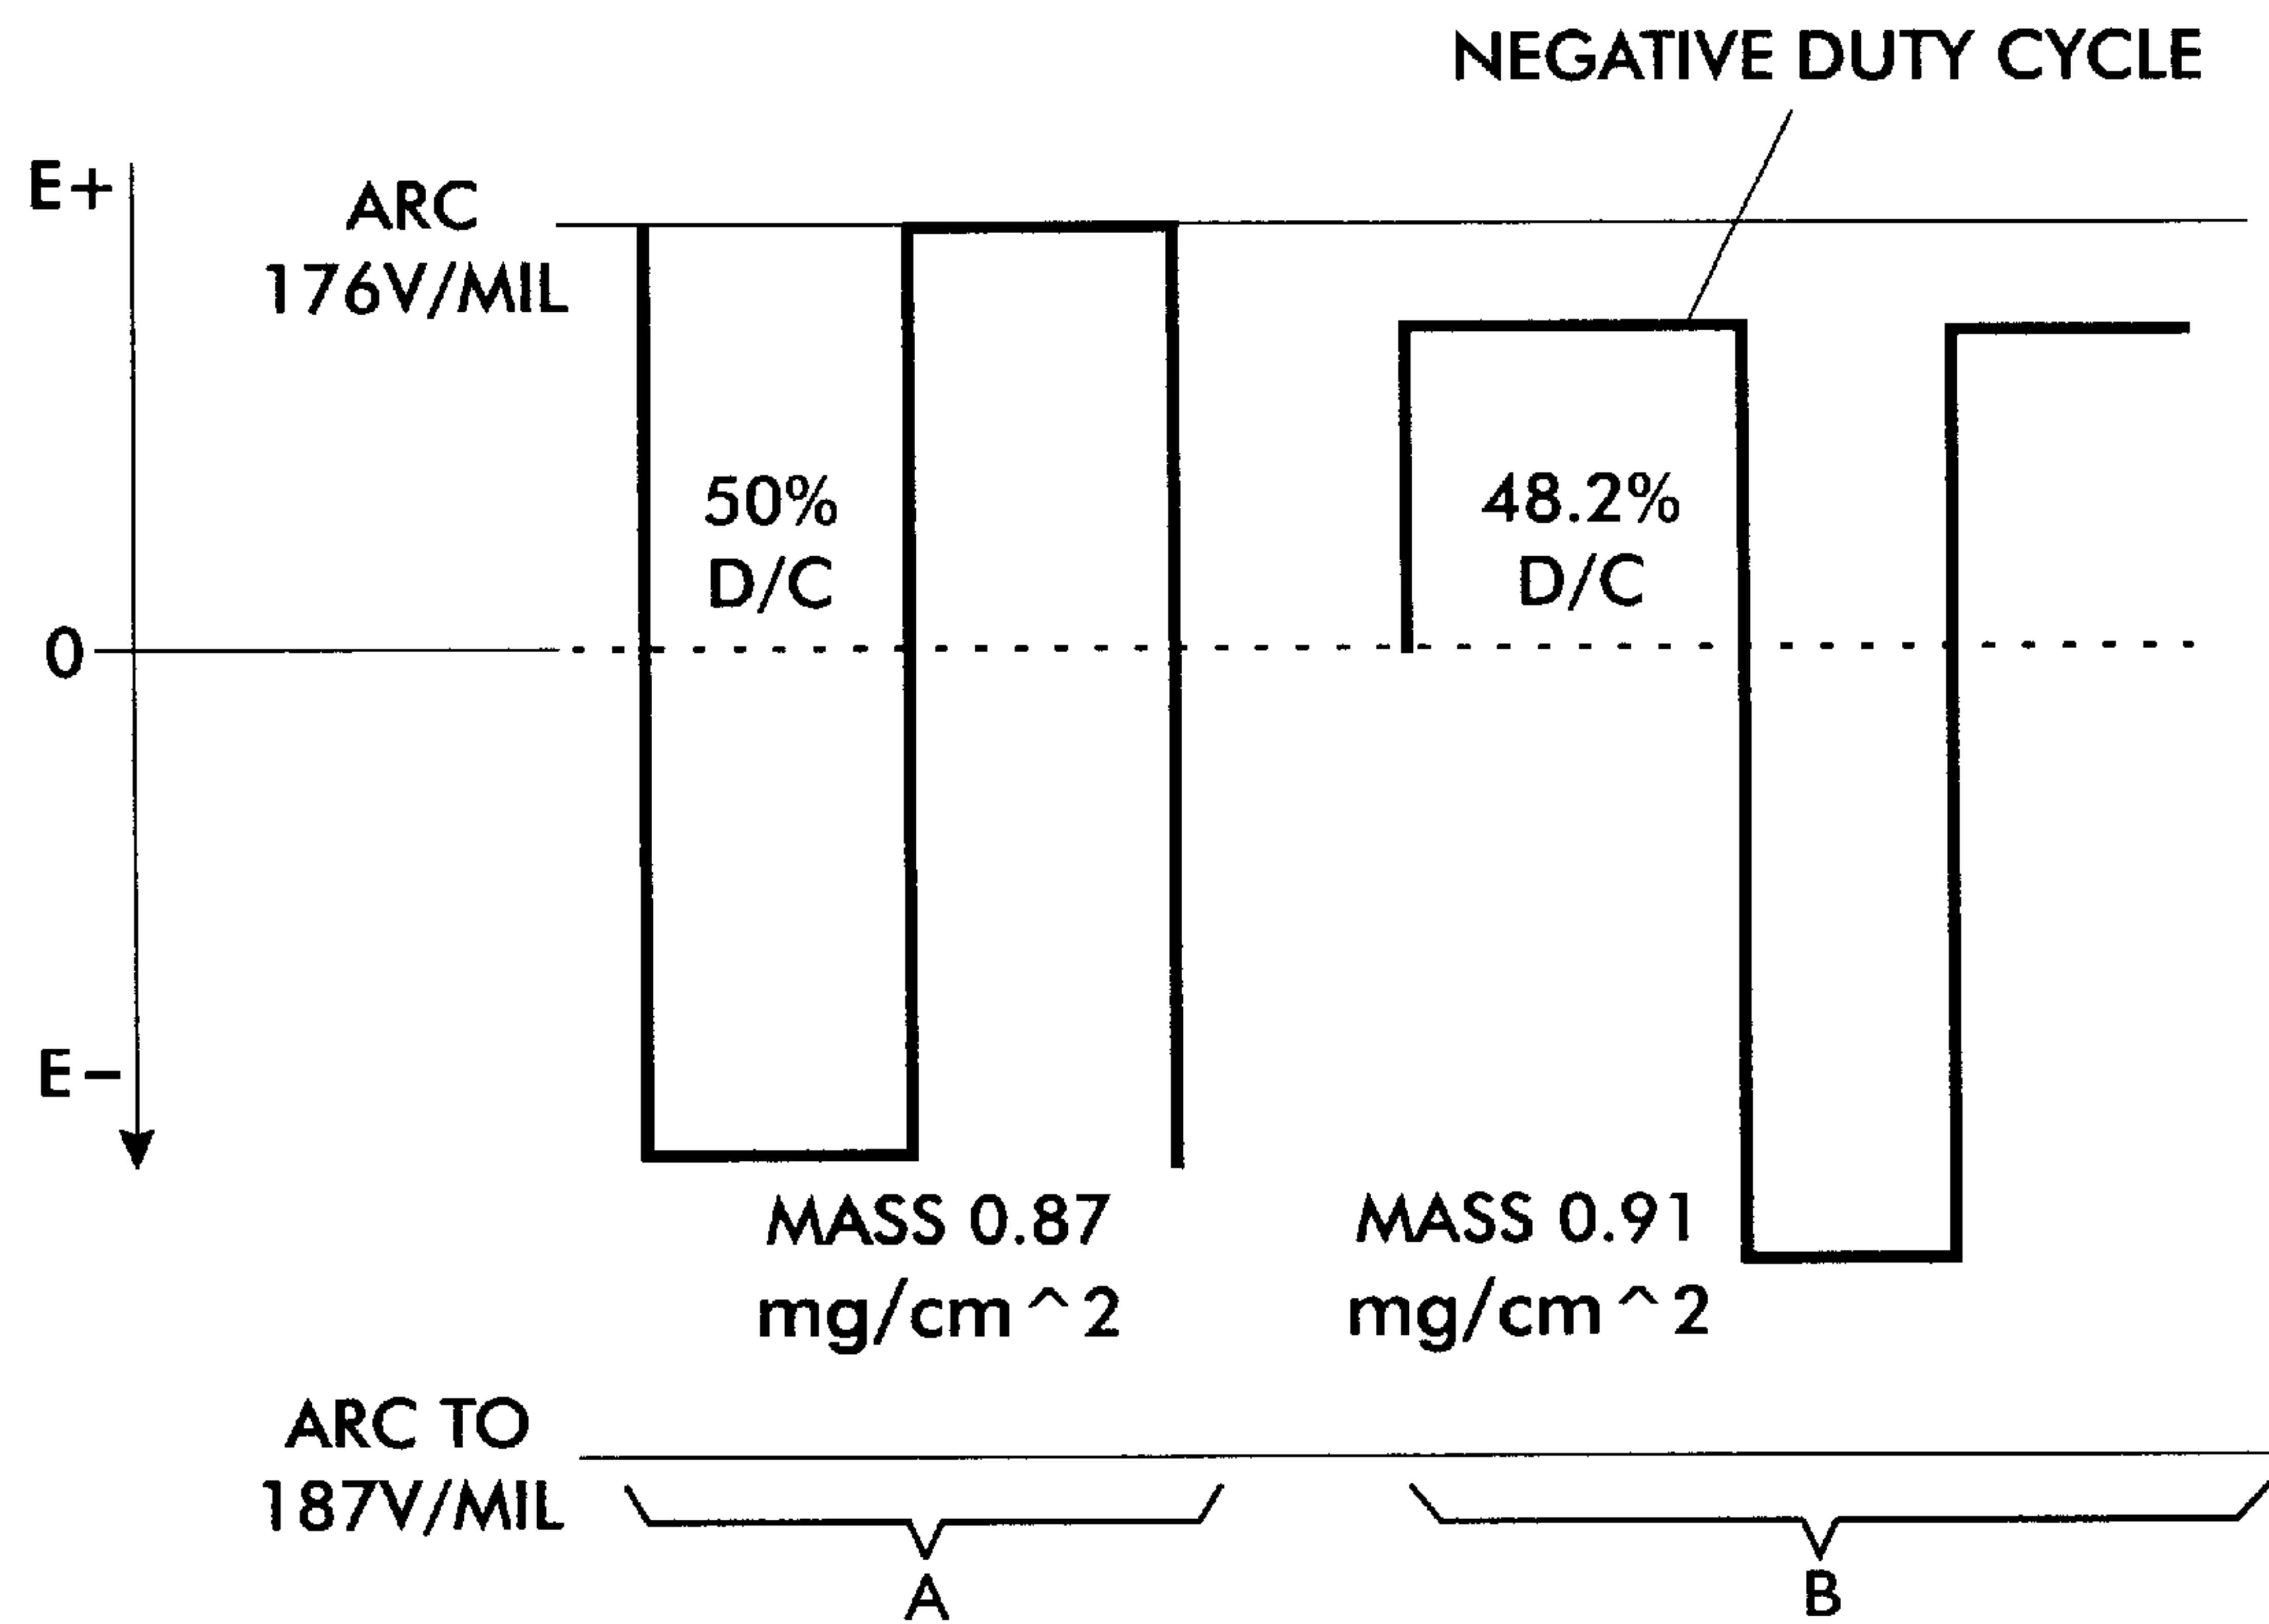 NEGATIVE DUTY CYCLE
E+
ARC
176V/MIL
50%
D/C
48.2%
D/C
0
E−
MASS 0.87
mg/cm^2
MASS 0.91
mg/cm^2
ARC TO
187V/MIL
A
B